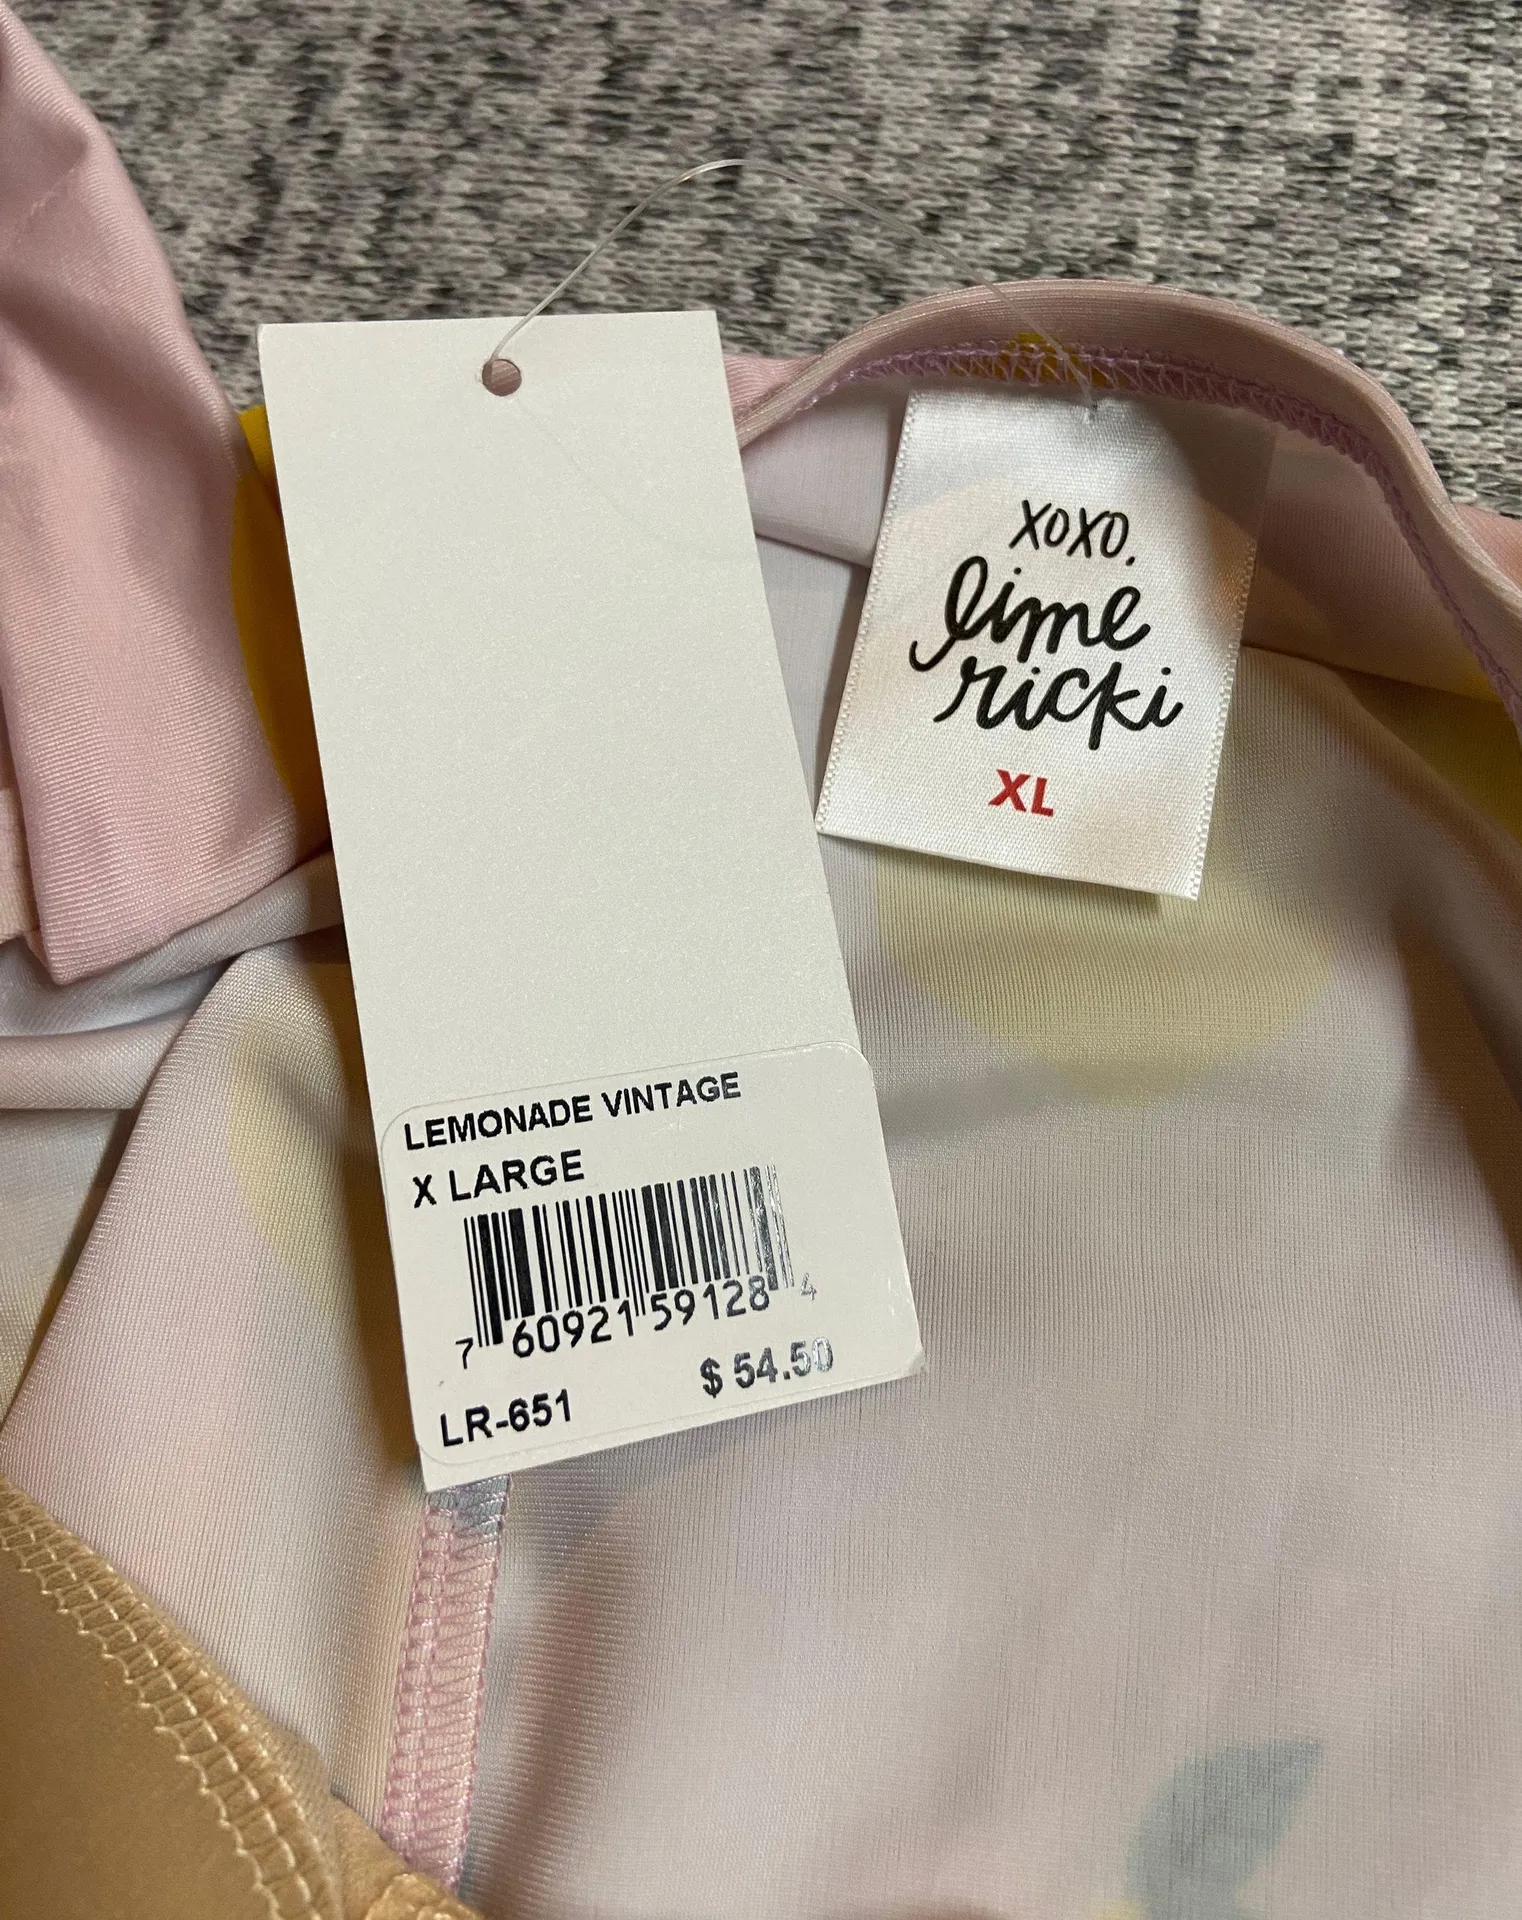 xoxo.
lime
ricki
XL
LEMONADE VINTAGE
X LARGE
7 60921 59128 4
$ 54.50
LR-651